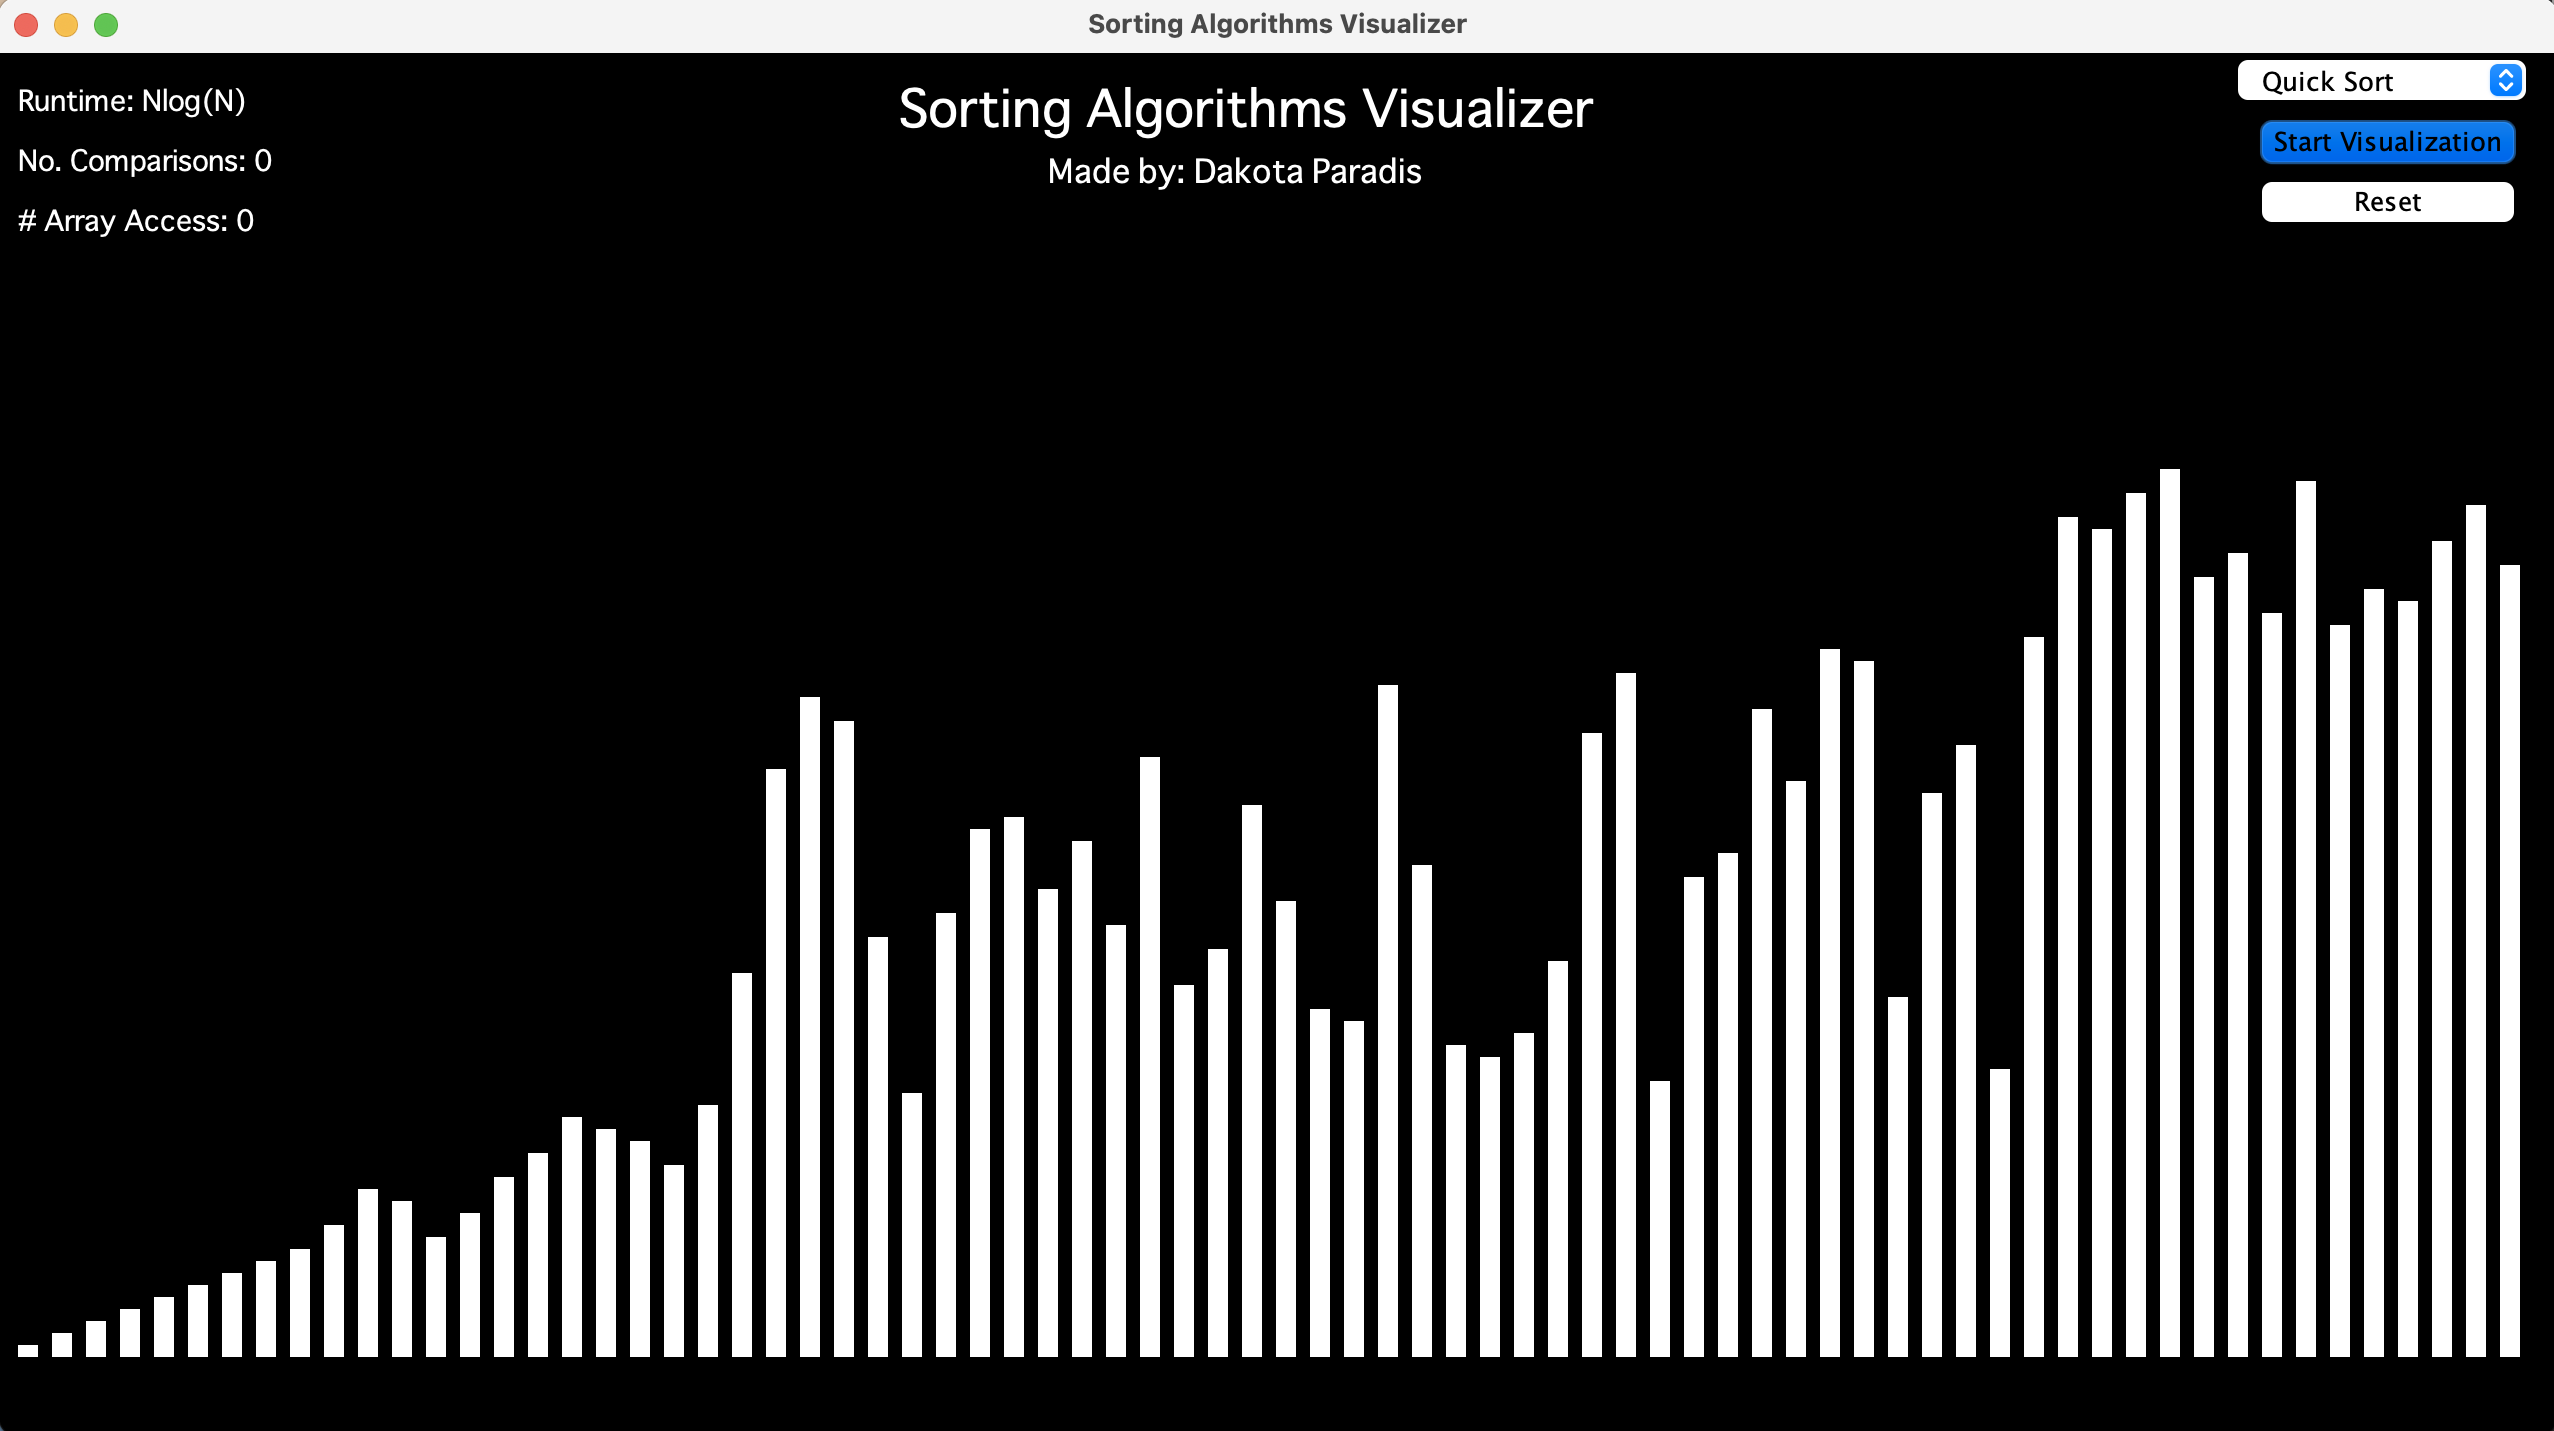 Sorting Algorithms Visualizer
Runtime: Nlog(N)
No. Comparisons: 0
# Array Access: 0
Sorting Algorithms Visualizer
Made by: Dakota Paradis
Quick Sort
Start Visualization
Reset